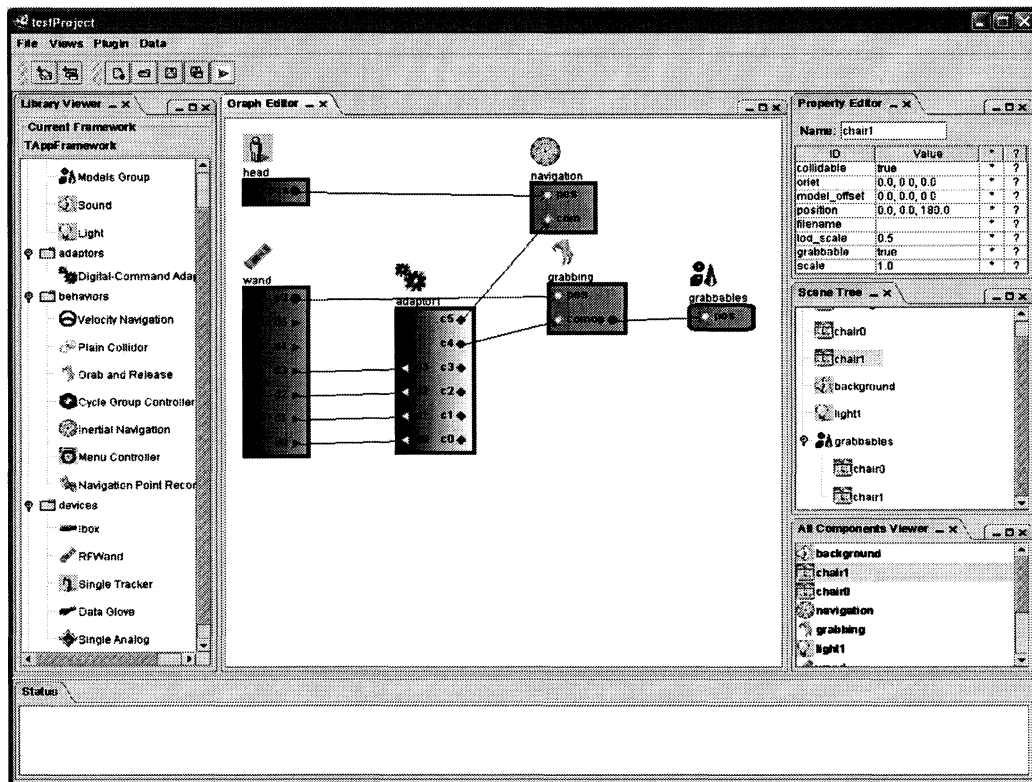 testProject
File Views Plugin Data
Library Viewer
Current Framework
TAppFramework
Models Group
Sound
Light
adaptors
Digital-Command Adap
behaviors
Velocity Navigation
Plain Collidor
Grab and Release
Cycle Group Controller
Inertial Navigation
Menu Controller
Navigation Point Recor
devices
Ibox
RFWand
Single Tracker
Data Glove
Single Analog
Graph Editor
head
navigation
pos
com
wand
adaptor1
c5
c4
c3
c2
c1
c0
grabbing
pos
grabbables
pos
Property Editor
Name: chair1
ID Value * ?
collidable true * ?
oriet 0.0, 0.0, 0.0 * ?
model_offset 0.0, 0.0, 0.0 * ?
position 0.0, 0.0, 180.0 * ?
filename * ?
lod_scale 0.5 * ?
grabbable true * ?
scale 1.0 * ?
Scene Tree
chair0
chair1
background
light1
grabbables
chair0
chair1
All Components Viewer
background
chair1
chair0
navigation
grabbing
light1
Status